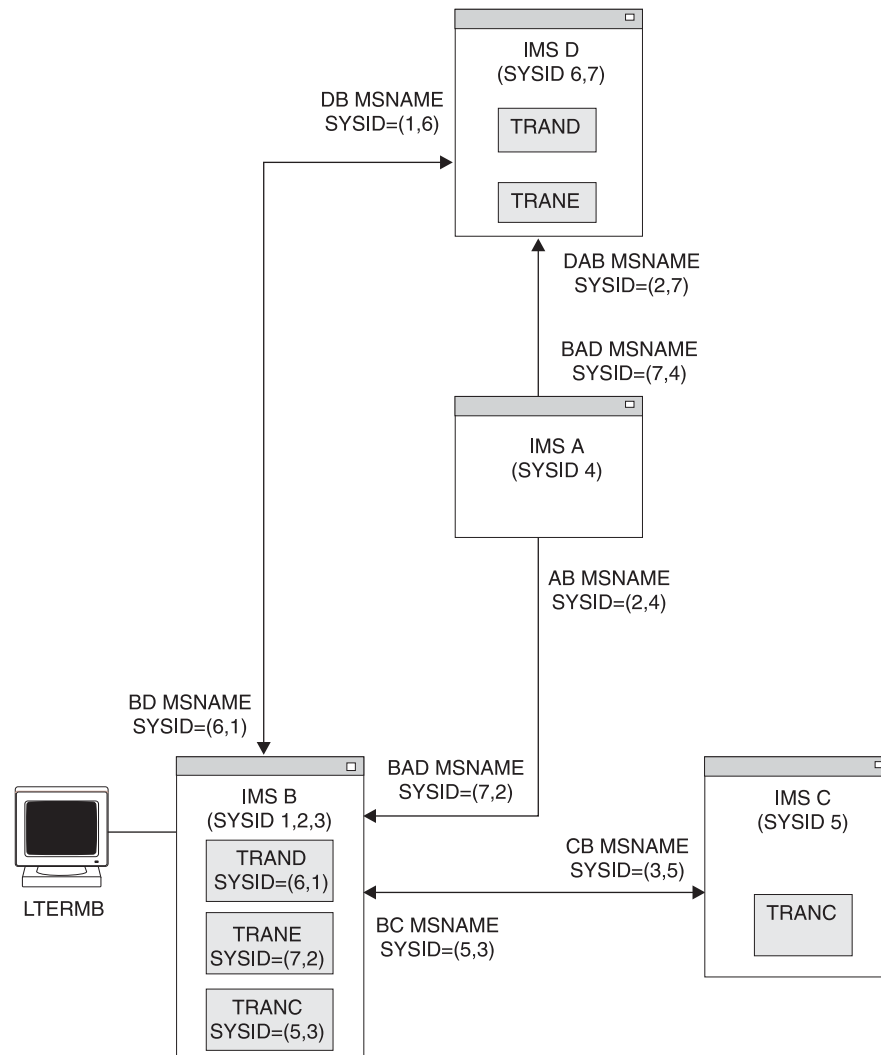 IMS D
(SYSID 6,7)
DB MSNAME
SYSID=(1,6)
TRAND
TRANE
DAB MSNAME
SYSID=(2,7)
BAD MSNAME
SYSID=(7,4)
IMS A
(SYSID 4)
AB MSNAME
SYSID=(2,4)
BD MSNAME
SYSID=(6,1)
BAD MSNAME
SYSID=(7,2)
IMS B
(SYSID 1,2,3)
TRAND
SYSID=(6,1)
TRANE
SYSID=(7,2)
TRANC
SYSID=(5,3)
LTERMB
CB MSNAME
SYSID=(3,5)
BC MSNAME
SYSID=(5,3)
IMS C
(SYSID 5)
TRANC